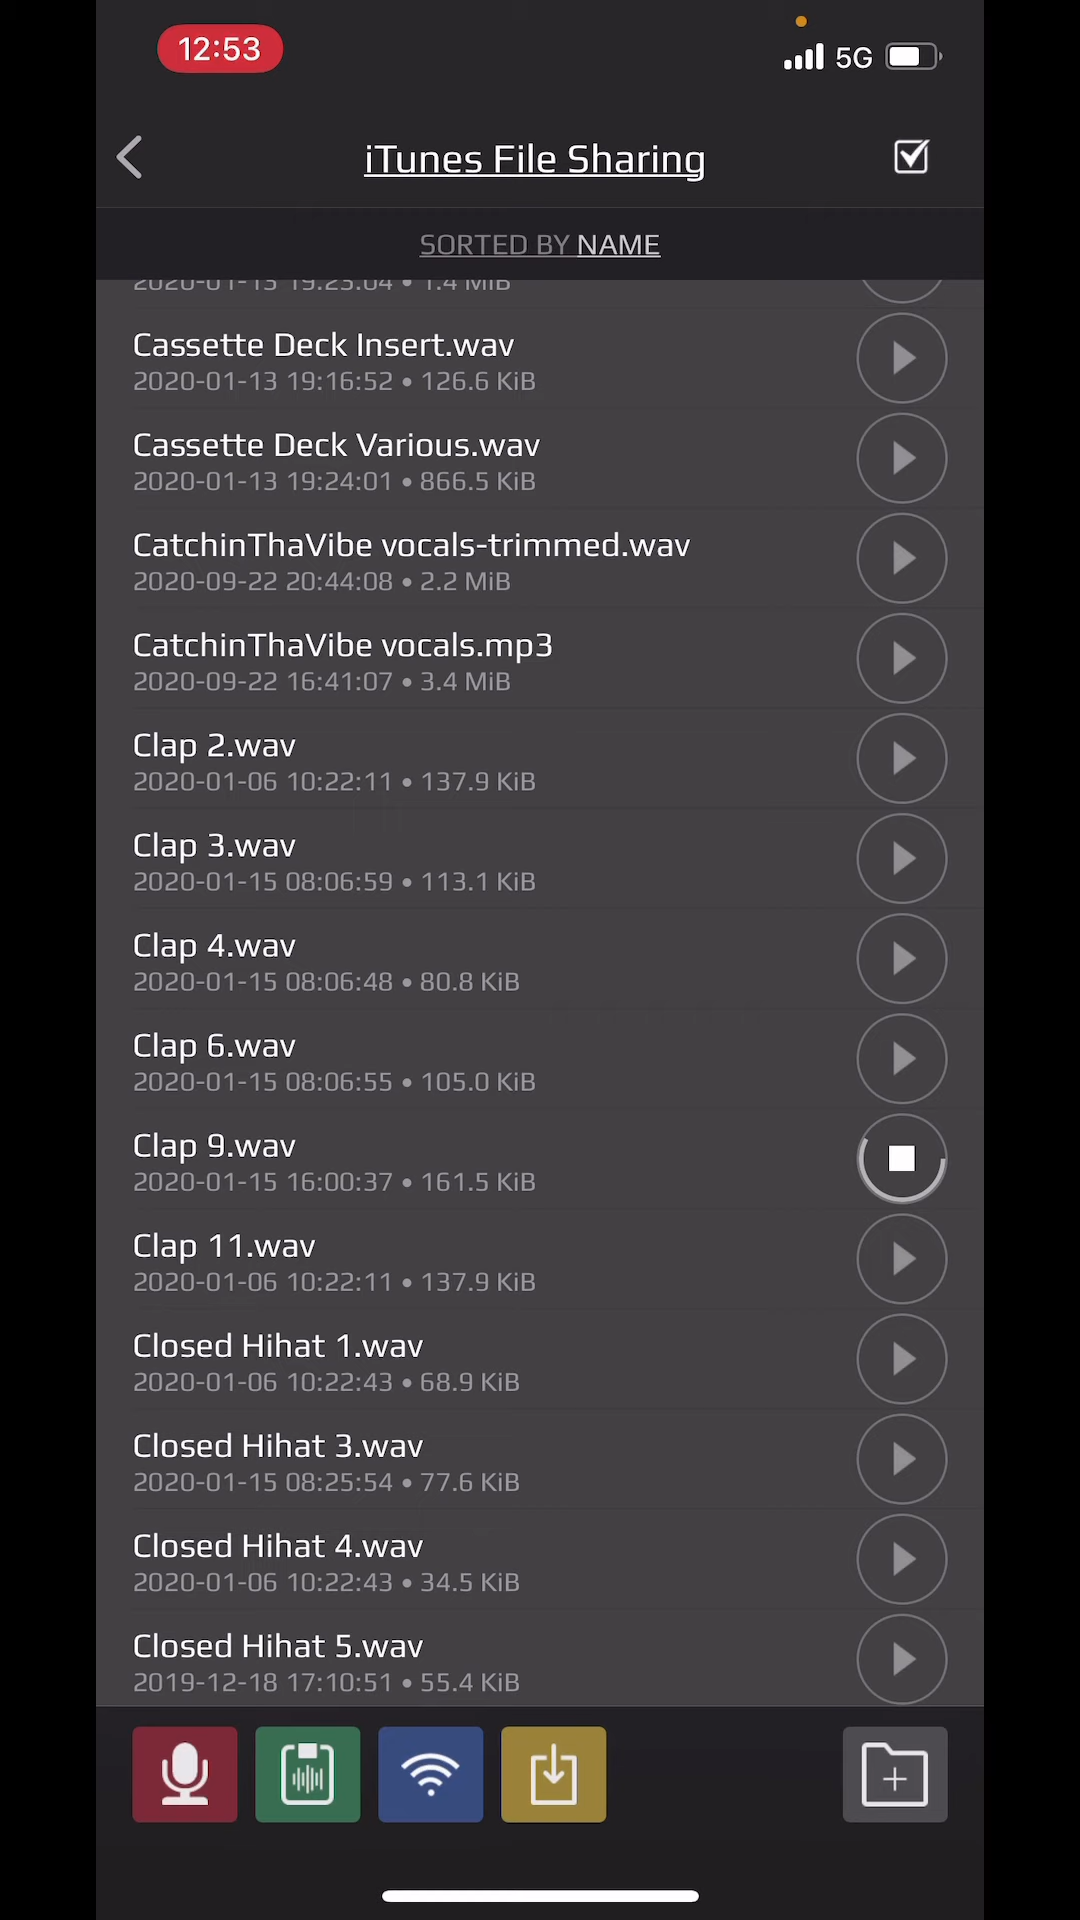 12:53
5G
iTunes File Sharing
SORTED BY NAME
2020-01-13 19:23:04 • 1.4 MiB
Cassette Deck Insert.wav
2020-01-13 19:16:52 • 126.6 KiB
Cassette Deck Various.wav
2020-01-13 19:24:01 • 866.5 KiB
CatchinThaVibe vocals-trimmed.wav
2020-09-22 20:44:08 • 2.2 MiB
CatchinThaVibe vocals.mp3
2020-09-22 16:41:07 • 3.4 MiB
Clap 2.wav
2020-01-06 10:22:11 • 137.9 KiB
Clap 3.wav
2020-01-15 08:06:59 • 113.1 KiB
Clap 4.wav
2020-01-15 08:06:48 • 80.8 KiB
Clap 6.wav
2020-01-15 08:06:55 • 105.0 KiB
Clap 9.wav
2020-01-15 16:00:37 • 161.5 KiB
Clap 11.wav
2020-01-06 10:22:11 • 137.9 KiB
Closed Hihat 1.wav
2020-01-06 10:22:43 • 68.9 KiB
Closed Hihat 3.wav
2020-01-15 08:25:54 • 77.6 KiB
Closed Hihat 4.wav
2020-01-06 10:22:43 • 34.5 KiB
Closed Hihat 5.wav
2019-12-18 17:10:51 • 55.4 KiB